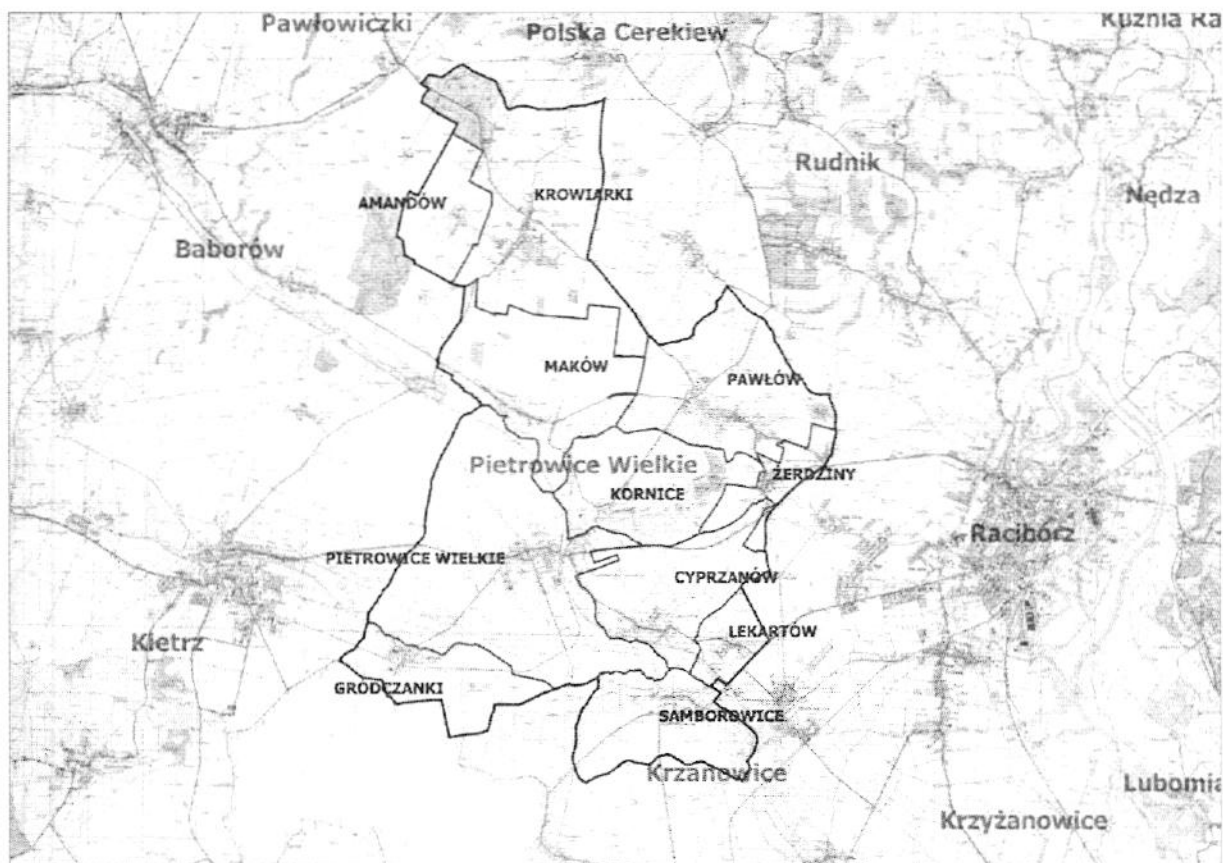 Pawłowiczki
Polska Cerekiew
Kuźnia Ra
Rudnik
Nędza
AMANDÓW
KROWIARKI
Baborów
MAKÓW
PAWŁÓW
Pietrowice Wielkie
ŻERDZINY
KORNICE
Racibórz
PIETROWICE WIELKIE
CYPRZANÓW
LEKARTÓW
Kietrz
GRÓDCZANKI
SAMBOROWICE
Krzanowice
Lubomia
Krzyżanowice